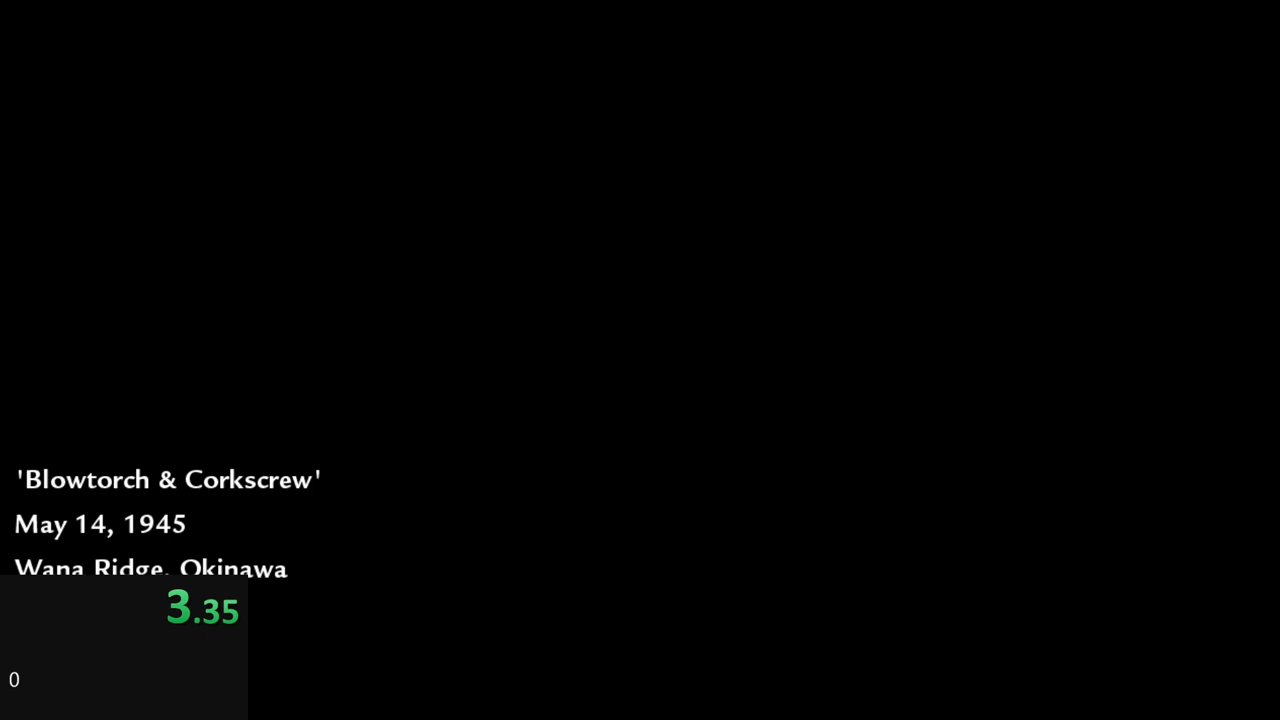 'Blowtorch & Corkscrew'
May 14, 1945
Wana Ridge, Okinawa
3.35
0